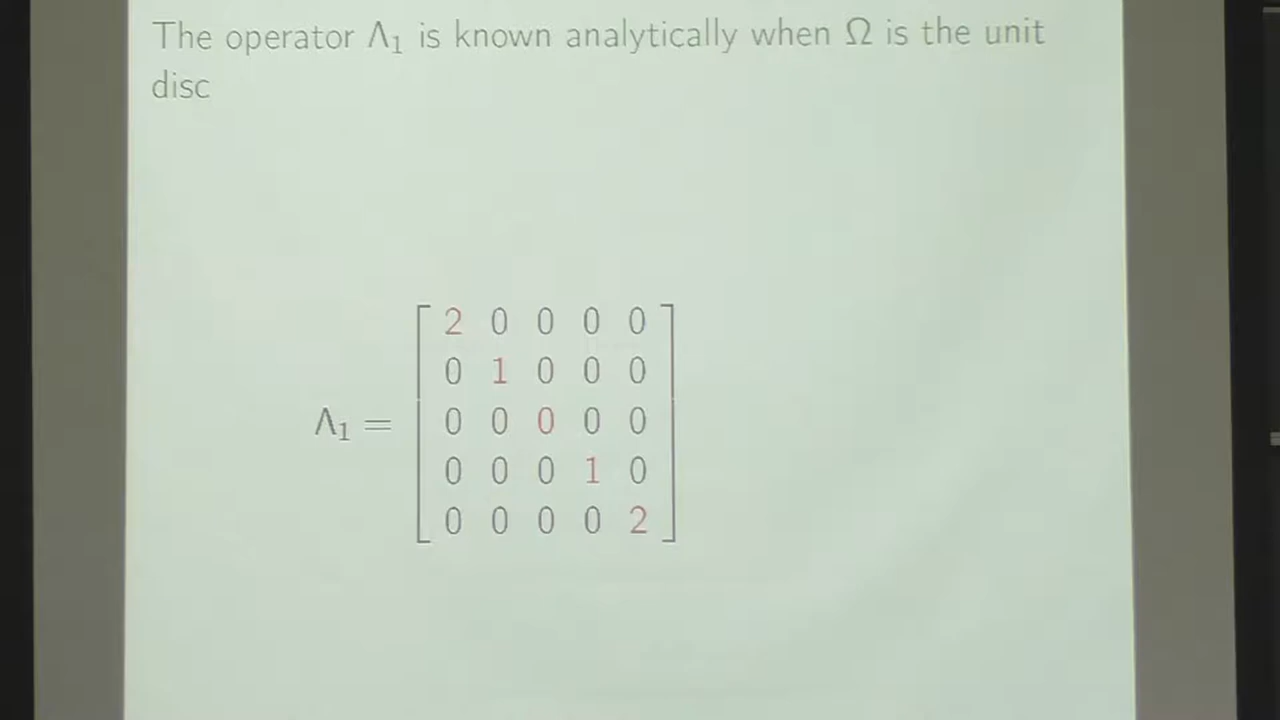 The operator Λ₁ is known analytically when Ω is the unit
disc
2 0 0 0 0
0 1 0 0 0
Λ₁ = 0 0 0 0 0
0 0 0 1 0
0 0 0 0 2